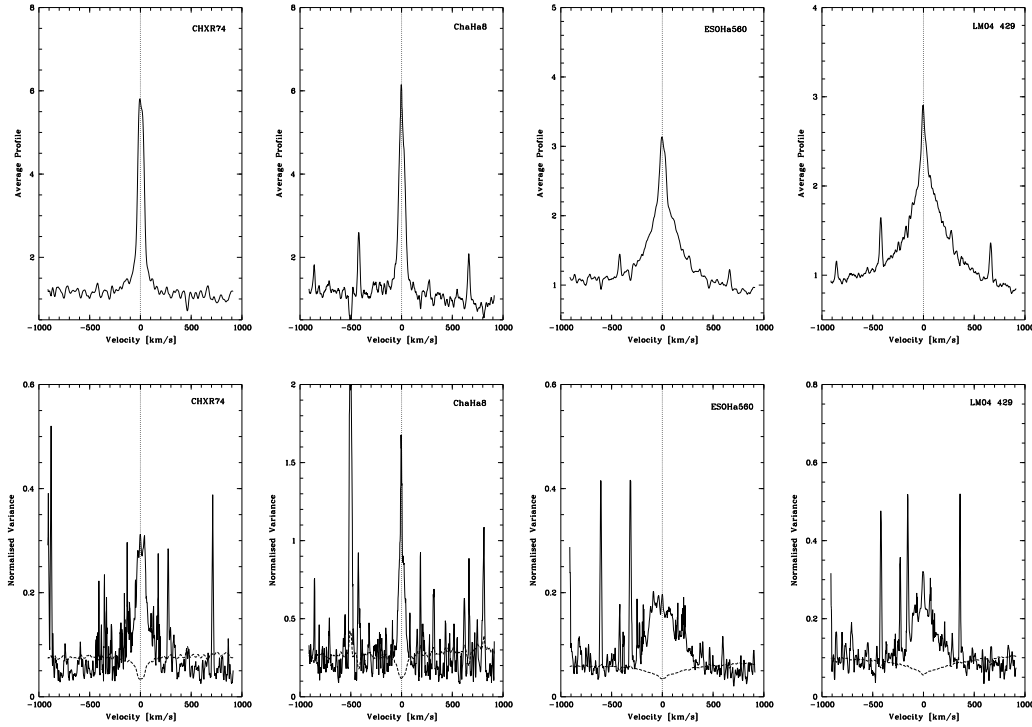 8
6
4
2
Average Profile
CHXR74
−1000 −500 0 500 1000
Velocity [km/s]
8
6
4
2
Average Profile
ChaHa8
−1000 −500 0 500 1000
Velocity [km/s]
5
4
3
2
1
Average Profile
ESOHa560
−1000 −500 0 500 1000
Velocity [km/s]
4
3
2
1
Average Profile
LM04 429
−1000 −500 0 500 1000
Velocity [km/s]
0.6
0.4
0.2
0
Normalised Variance
CHXR74
−1000 −500 0 500 1000
Velocity [km/s]
2
1.5
1
0.5
0
Normalised Variance
ChaHa8
−1000 −500 0 500 1000
Velocity [km/s]
0.6
0.4
0.2
0
Normalised Variance
ESOHa560
−1000 −500 0 500 1000
Velocity [km/s]
0.6
0.4
0.2
0
Normalised Variance
LM04 429
−1000 −500 0 500 1000
Velocity [km/s]